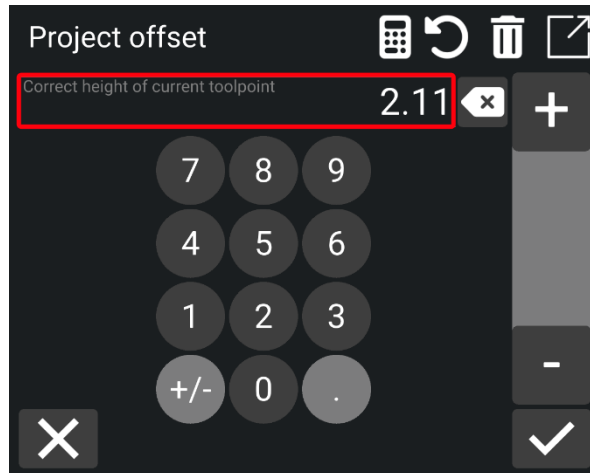 Project offset
Correct height of current toolpoint
2.11
+
7 8 9
4 5 6
1 2 3
+/- 0 .
-